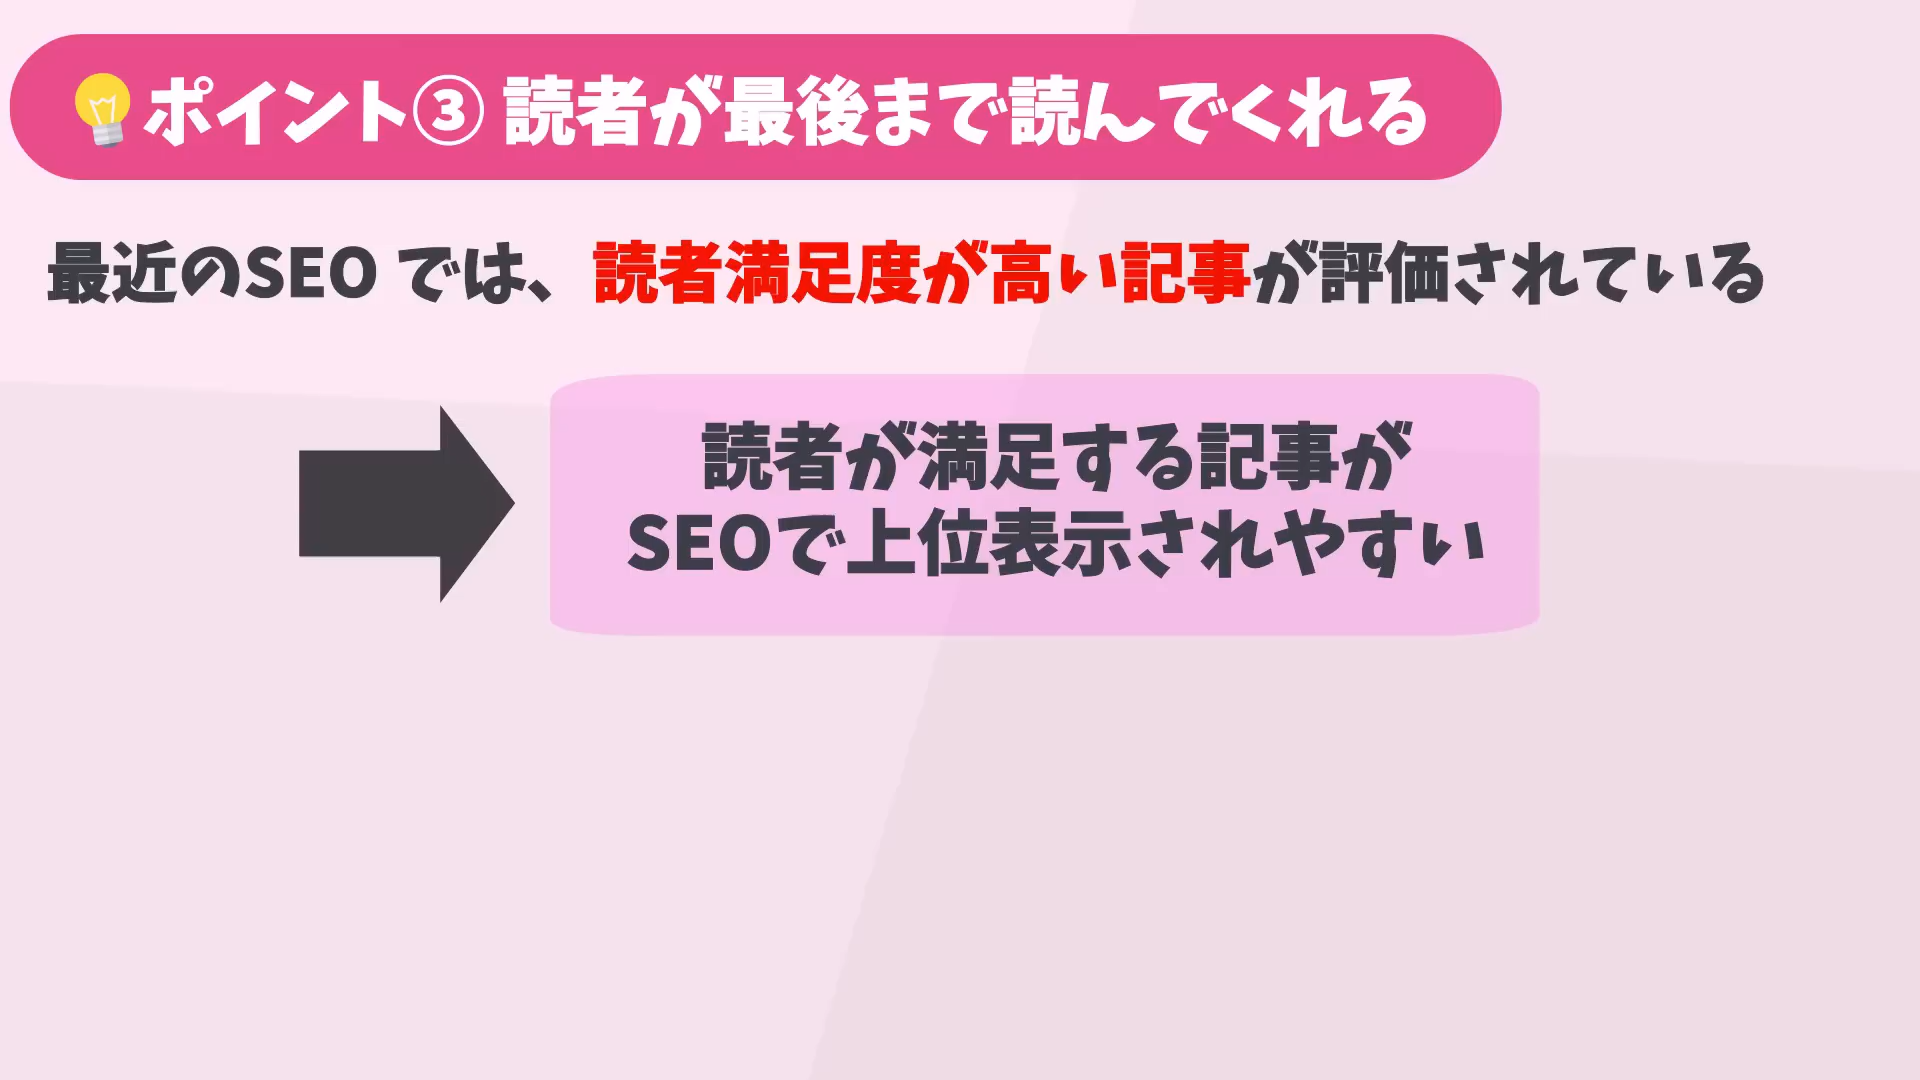 ポイント③ 読者が最後まで読んでくれる
最近のSEO では、読者満足度が高い記事が評価されている
読者が満足する記事が
SEOで上位表示されやすい